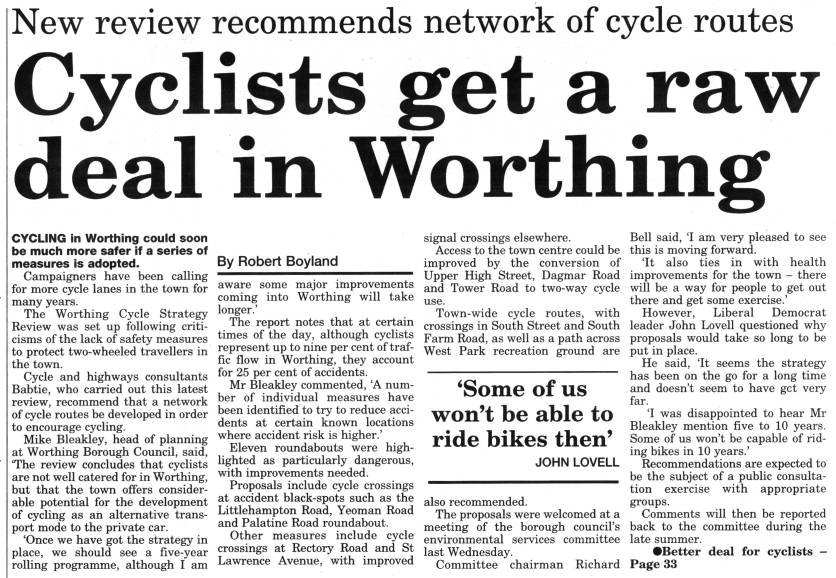 New review recommends network of cycle routes
Cyclists get a raw
deal in Worthing
CYCLING in Worthing could soon
be much more safer if a series of
measures is adopted.
Campaigners have been calling
for more cycle lanes in the town for
many years.
The Worthing Cycle Strategy
Review was set up following criti-
cisms of the lack of safety measures
to protect two-wheeled travellers in
the town.
Cycle and highways consultants
Babtie, who carried out this latest
review, recommend that a network
of cycle routes be developed in order
to encourage cycling.
Mike Bleakley, head of planning
at Worthing Borough Council, said,
'The review concludes that cyclists
are not well catered for in Worthing,
but that the town offers consider-
able potential for the development
of cycling as an alternative trans-
port mode to the private car.
'Once we have got the strategy in
place, we should see a five-year
rolling programme, although I am
By Robert Boyland
aware some major improvements
coming into Worthing will take
longer.'
The report notes that at certain
times of the day, although cyclists
represent up to nine per cent of traf-
fic flow in Worthing, they account
for 25 per cent of accidents.
Mr Bleakley commented, 'A num-
ber of individual measures have
been identified to try to reduce acci-
dents at certain known locations
where accident risk is higher.'
Eleven roundabouts were high-
lighted as particularly dangerous,
with improvements needed.
Proposals include cycle crossings
at accident black-spots such as the
Littlehampton Road, Yeoman Road
and Palatine Road roundabout.
Other measures include cycle
crossings at Rectory Road and St
Lawrence Avenue, with improved
signal crossings elsewhere.
Access to the town centre could be
improved by the conversion of
Upper High Street, Dagmar Road
and Tower Road to two-way cycle
use.
Town-wide cycle routes, with
crossings in South Street and South
Farm Road, as well as a path across
West Park recreation ground are
'Some of us
won't be able to
ride bikes then'
JOHN LOVELL
also recommended.
The proposals were welcomed at a
meeting of the borough council's
environmental services committee
last Wednesday.
Committee chairman Richard
Bell said, 'I am very pleased to see
this is moving forward.
'It also ties in with health
improvements for the town – there
will be a way for people to get out
there and get some exercise.'
However, Liberal Democrat
leader John Lovell questioned why
proposals would take so long to be
put in place.
He said, 'It seems the strategy
has been on the go for a long time
and doesn't seem to have gct very
far.
'I was disappointed to hear Mr
Bleakley mention five to 10 years.
Some of us won't be capable of rid-
ing bikes in 10 years.'
Recommendations are expected to
be the subject of a public consulta-
tion exercise with appropriate
groups.
Comments will then be reported
back to the committee during the
late summer.
●Better deal for cyclists –
Page 33